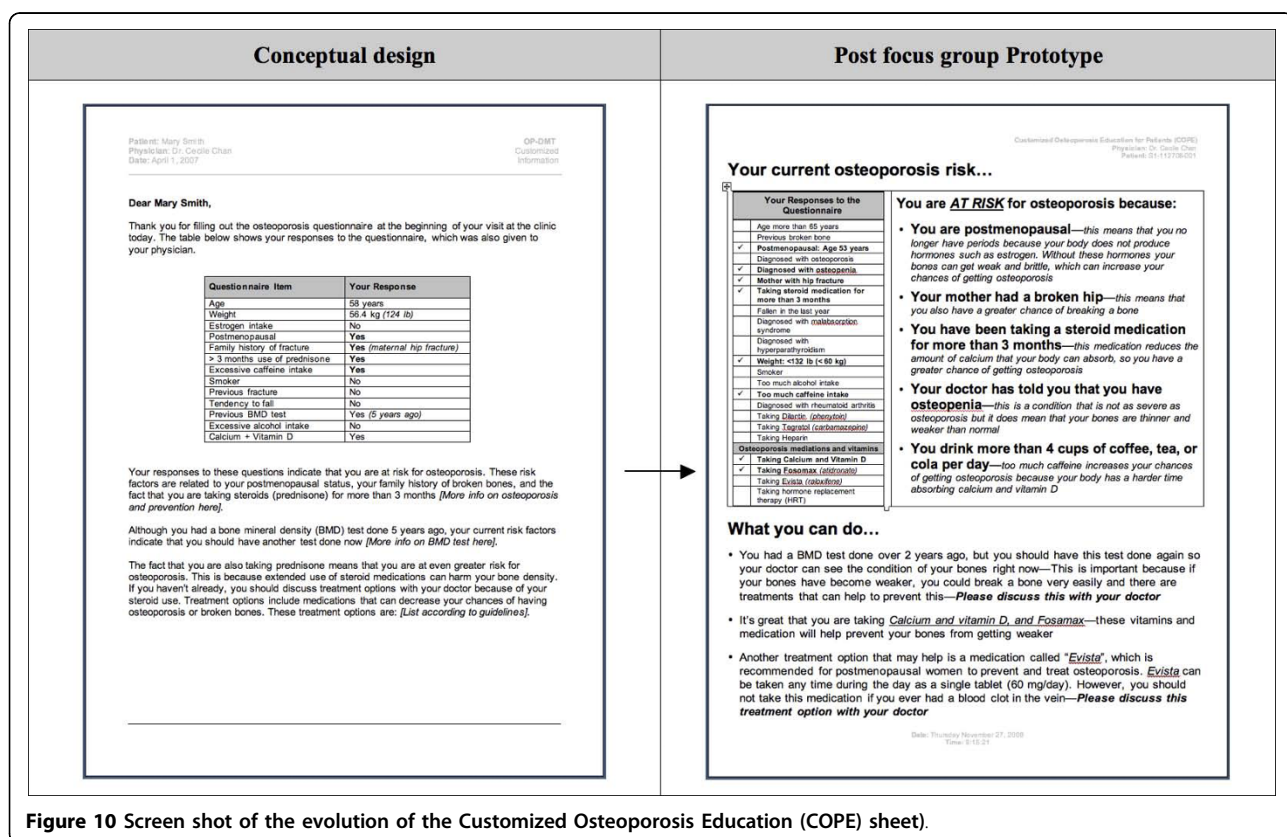 Conceptual design
Post focus group Prototype
Patient: Mary Smith
Physician: Dr. Cecile Chan
Date: April 1, 2007
OP-DMT
Customized
Information
Dear Mary Smith,
Thank you for filling out the osteoporosis questionnaire at the beginning of your visit at the clinic
today. The table below shows your responses to the questionnaire, which was also given to
your physician.
Questionnaire Item Your Response
Age 58 years
Weight 56.4 kg (124 lb)
Estrogen intake No
Postmenopausal Yes
Family history of fracture Yes (maternal hip fracture)
> 3 months use of prednisone Yes
Excessive caffeine intake Yes
Smoker No
Previous fracture No
Tendency to fall No
Previous BMD test Yes (5 years ago)
Excessive alcohol intake No
Calcium + Vitamin D Yes
Your responses to these questions indicate that you are at risk for osteoporosis. These risk
factors are related to your postmenopausal status, your family history of broken bones, and the
fact that you are taking steroids (prednisone) for more than 3 months [More info on osteoporosis
and prevention here].
Although you had a bone mineral density (BMD) test done 5 years ago, your current risk factors
indicate that you should have another test done now [More info on BMD test here].
The fact that you are also taking prednisone means that you are at even greater risk for
osteoporosis. This is because extended use of steroid medications can harm your bone density.
If you haven't already, you should discuss treatment options with your doctor because of your
steroid use. Treatment options include medications that can decrease your chances of having
osteoporosis or broken bones. These treatment options are: [List according to guidelines].
Customized Osteoporosis Education for Patients (COPE)
Physician: Dr. Cecile Chan
Patient: 01-112708-001
Your current osteoporosis risk...
Your Responses to the
Questionnaire
Age more than 65 years
Previous broken bone
✓ Postmenopausal: Age 53 years
Diagnosed with osteoporosis
✓ Diagnosed with osteopenia
✓ Mother with hip fracture
✓ Taking steroid medication for
more than 3 months
Fallen in the last year
Diagnosed with malabsorption
syndrome
Diagnosed with
hyperparathyroidism
✓ Weight: <132 lb (< 60 kg)
Smoker
Too much alcohol intake
✓ Too much caffeine intake
Diagnosed with rheumatoid arthritis
Taking Dilantin (phenytoin)
Taking Tegratol (carbamazepine)
Taking Heparin
Osteoporosis mediations and vitamins
✓ Taking Calcium and Vitamin D
✓ Taking Fosomax (alidronate)
Taking Evista (raloxifene)
Taking hormone replacement
therapy (HRT)
You are AT RISK for osteoporosis because:
• You are postmenopausal—this means that you no
longer have periods because your body does not produce
hormones such as estrogen. Without these hormones your
bones can get weak and brittle, which can increase your
chances of getting osteoporosis
• Your mother had a broken hip—this means that
you also have a greater chance of breaking a bone
• You have been taking a steroid medication
for more than 3 months—this medication reduces the
amount of calcium that your body can absorb, so you have a
greater chance of getting osteoporosis
• Your doctor has told you that you have
osteopenia—this is a condition that is not as severe as
osteoporosis but it does mean that your bones are thinner and
weaker than normal
• You drink more than 4 cups of coffee, tea, or
cola per day—too much caffeine increases your chances
of getting osteoporosis because your body has a harder time
absorbing calcium and vitamin D
What you can do...
• You had a BMD test done over 2 years ago, but you should have this test done again so
your doctor can see the condition of your bones right now—This is important because if
your bones have become weaker, you could break a bone very easily and there are
treatments that can help to prevent this—Please discuss this with your doctor
• It's great that you are taking Calcium and vitamin D, and Fosamax—these vitamins and
medication will help prevent your bones from getting weaker
• Another treatment option that may help is a medication called "Evista", which is
recommended for postmenopausal women to prevent and treat osteoporosis. Evista can
be taken any time during the day as a single tablet (60 mg/day). However, you should
not take this medication if you ever had a blood clot in the vein—Please discuss this
treatment option with your doctor
Date: Thursday November 27, 2008
Time: 9:15:21
Figure 10 Screen shot of the evolution of the Customized Osteoporosis Education (COPE) sheet).